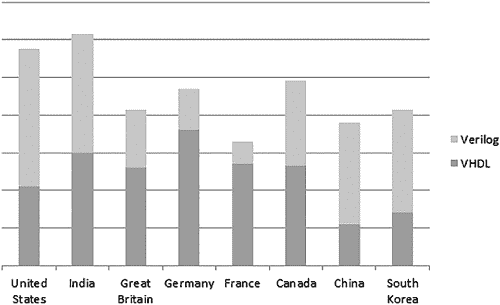 Verilog
VHDL
United States
India
Great Britain
Germany
France
Canada
China
South Korea